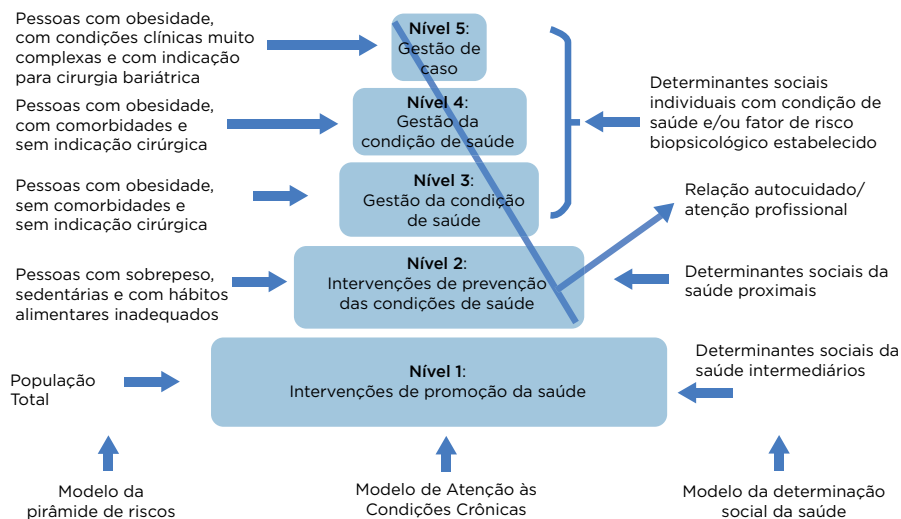 Pessoas com obesidade,
com condições clínicas muito
complexas e com indicação
para cirurgia bariátrica
Nível 5:
Gestão de
caso
Pessoas com obesidade,
com comorbidades e
sem indicação cirúrgica
Nível 4:
Gestão da
condição de saúde
Determinantes sociais
individuais com condição de
saúde e/ou fator de risco
biopsicológico estabelecido
Pessoas com obesidade,
sem comorbidades e
sem indicação cirúrgica
Nível 3:
Gestão da condição
de saúde
Relação autocuidado/
atenção profissional
Pessoas com sobrepeso,
sedentárias e com hábitos
alimentares inadequados
Nível 2:
Intervenções de prevenção
das condições de saúde
Determinantes sociais da
saúde proximais
População
Total
Nível 1:
Intervenções de promoção da saúde
Determinantes sociais da
saúde intermediários
Modelo da
pirâmide de riscos
Modelo de Atenção às
Condições Crônicas
Modelo da determinação
social da saúde